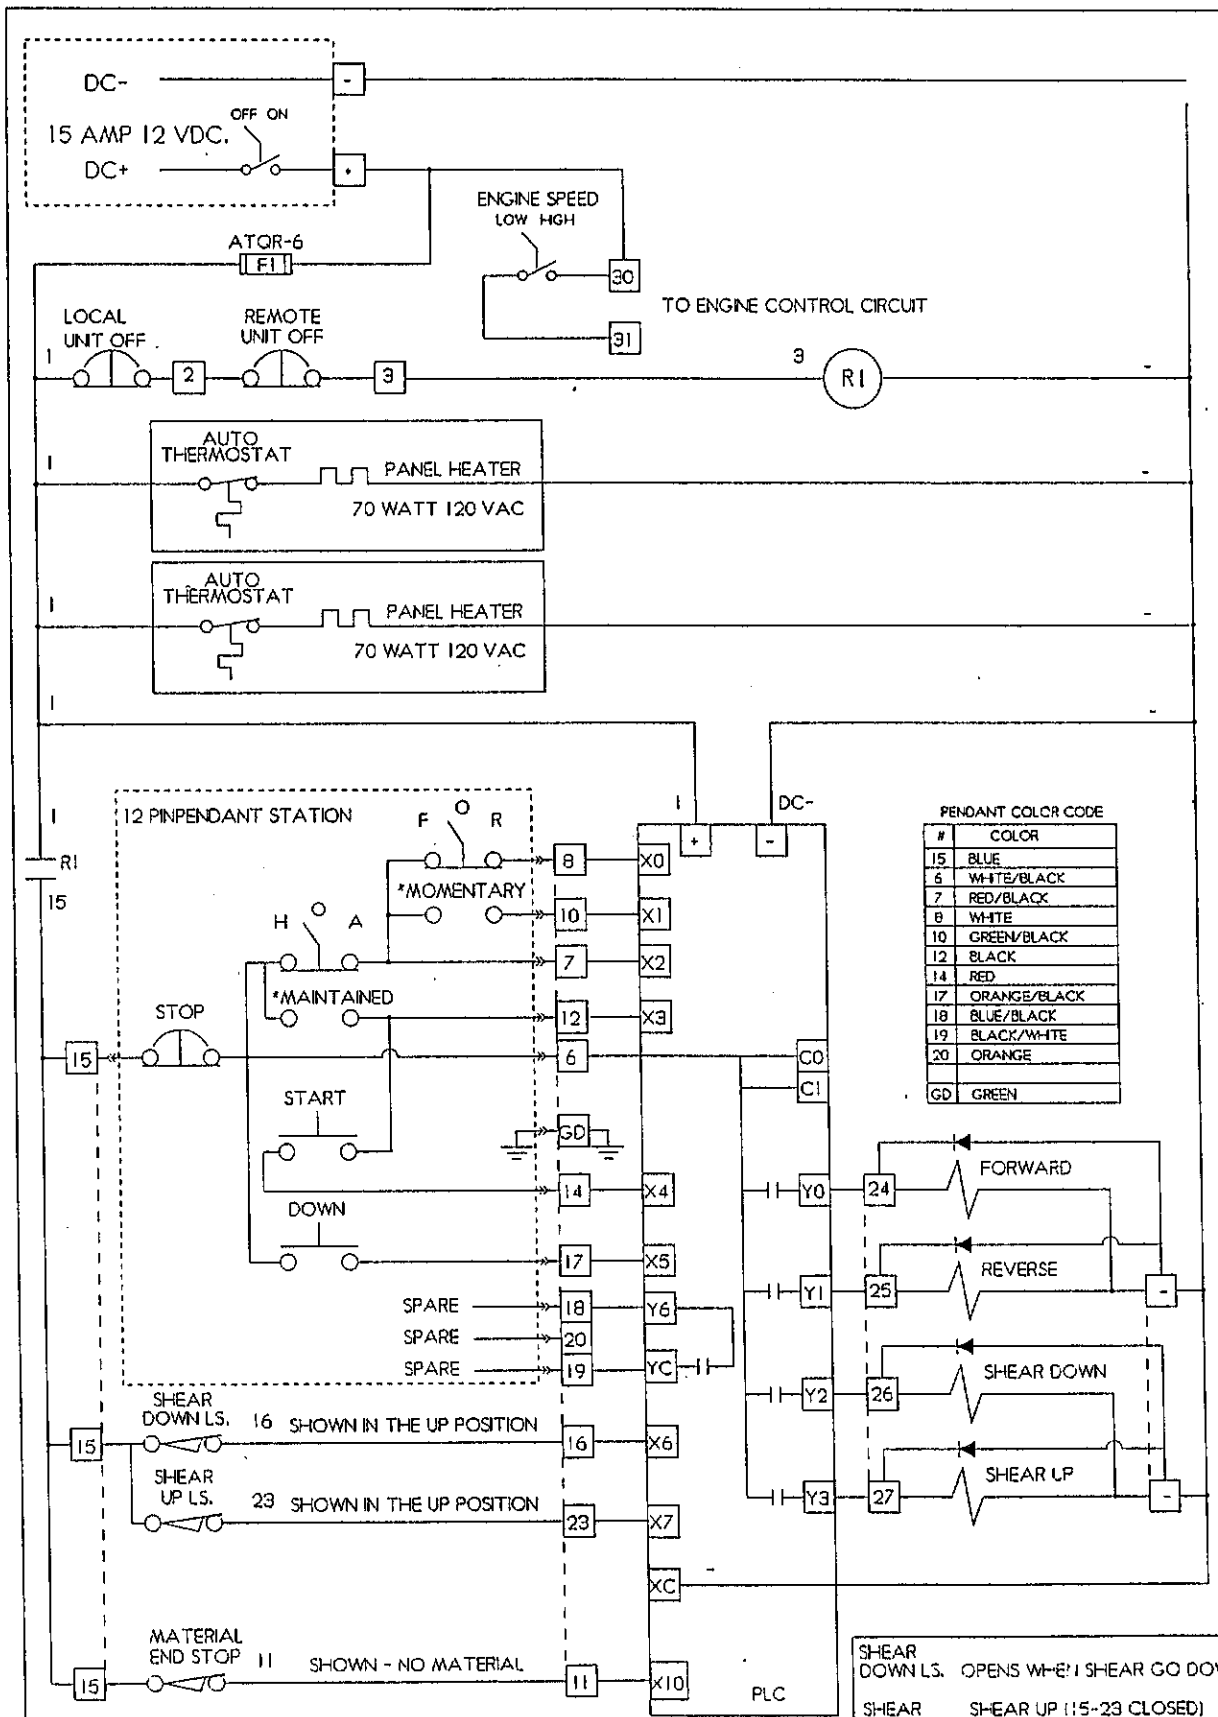 DC-
-
OFF ON
15 AMP 12 VDC.
DC+
+
ENGINE SPEED
LOW HGH
ATQR-6
F1
30
TO ENGINE CONTROL CIRCUIT
31
LOCAL
UNIT OFF
REMOTE
UNIT OFF
1
2
3
3
R1
-
AUTO
THERMOSTAT
1
PANEL HEATER
70 WATT 120 VAC
-
AUTO
THERMOSTAT
1
PANEL HEATER
70 WATT 120 VAC
-
1
-
1
DC-
+
-
12 PINPENDANT STATION
1
R1
15
F O R
8
X0
*MOMENTARY
10
X1
H O A
7
X2
*MAINTAINED
12
X3
STOP
15
6
C0
C1
START
GD
14
X4
DOWN
17
X5
SPARE
18
Y6
SPARE
20
SPARE
19
YC
PENDANT COLOR CODE
# COLOR
15 BLUE
6 WHITE/BLACK
7 RED/BLACK
8 WHITE
10 GREEN/BLACK
12 BLACK
14 RED
17 ORANGE/BLACK
18 BLUE/BLACK
19 BLACK/WHITE
20 ORANGE
GD GREEN
FORWARD
Y0
24
REVERSE
Y1
25
-
SHEAR DOWN
Y2
26
SHEAR UP
Y3
27
-
SHEAR
DOWN LS. 16 SHOWN IN THE UP POSITION
15
16
X6
SHEAR
UP LS. 23 SHOWN IN THE UP POSITION
23
X7
XC
-
MATERIAL
END STOP 11 SHOWN - NO MATERIAL
15
11
X10
PLC
SHEAR
DOWN LS. OPENS WHEN SHEAR GO DOW
SHEAR SHEAR UP (15-23 CLOSED)